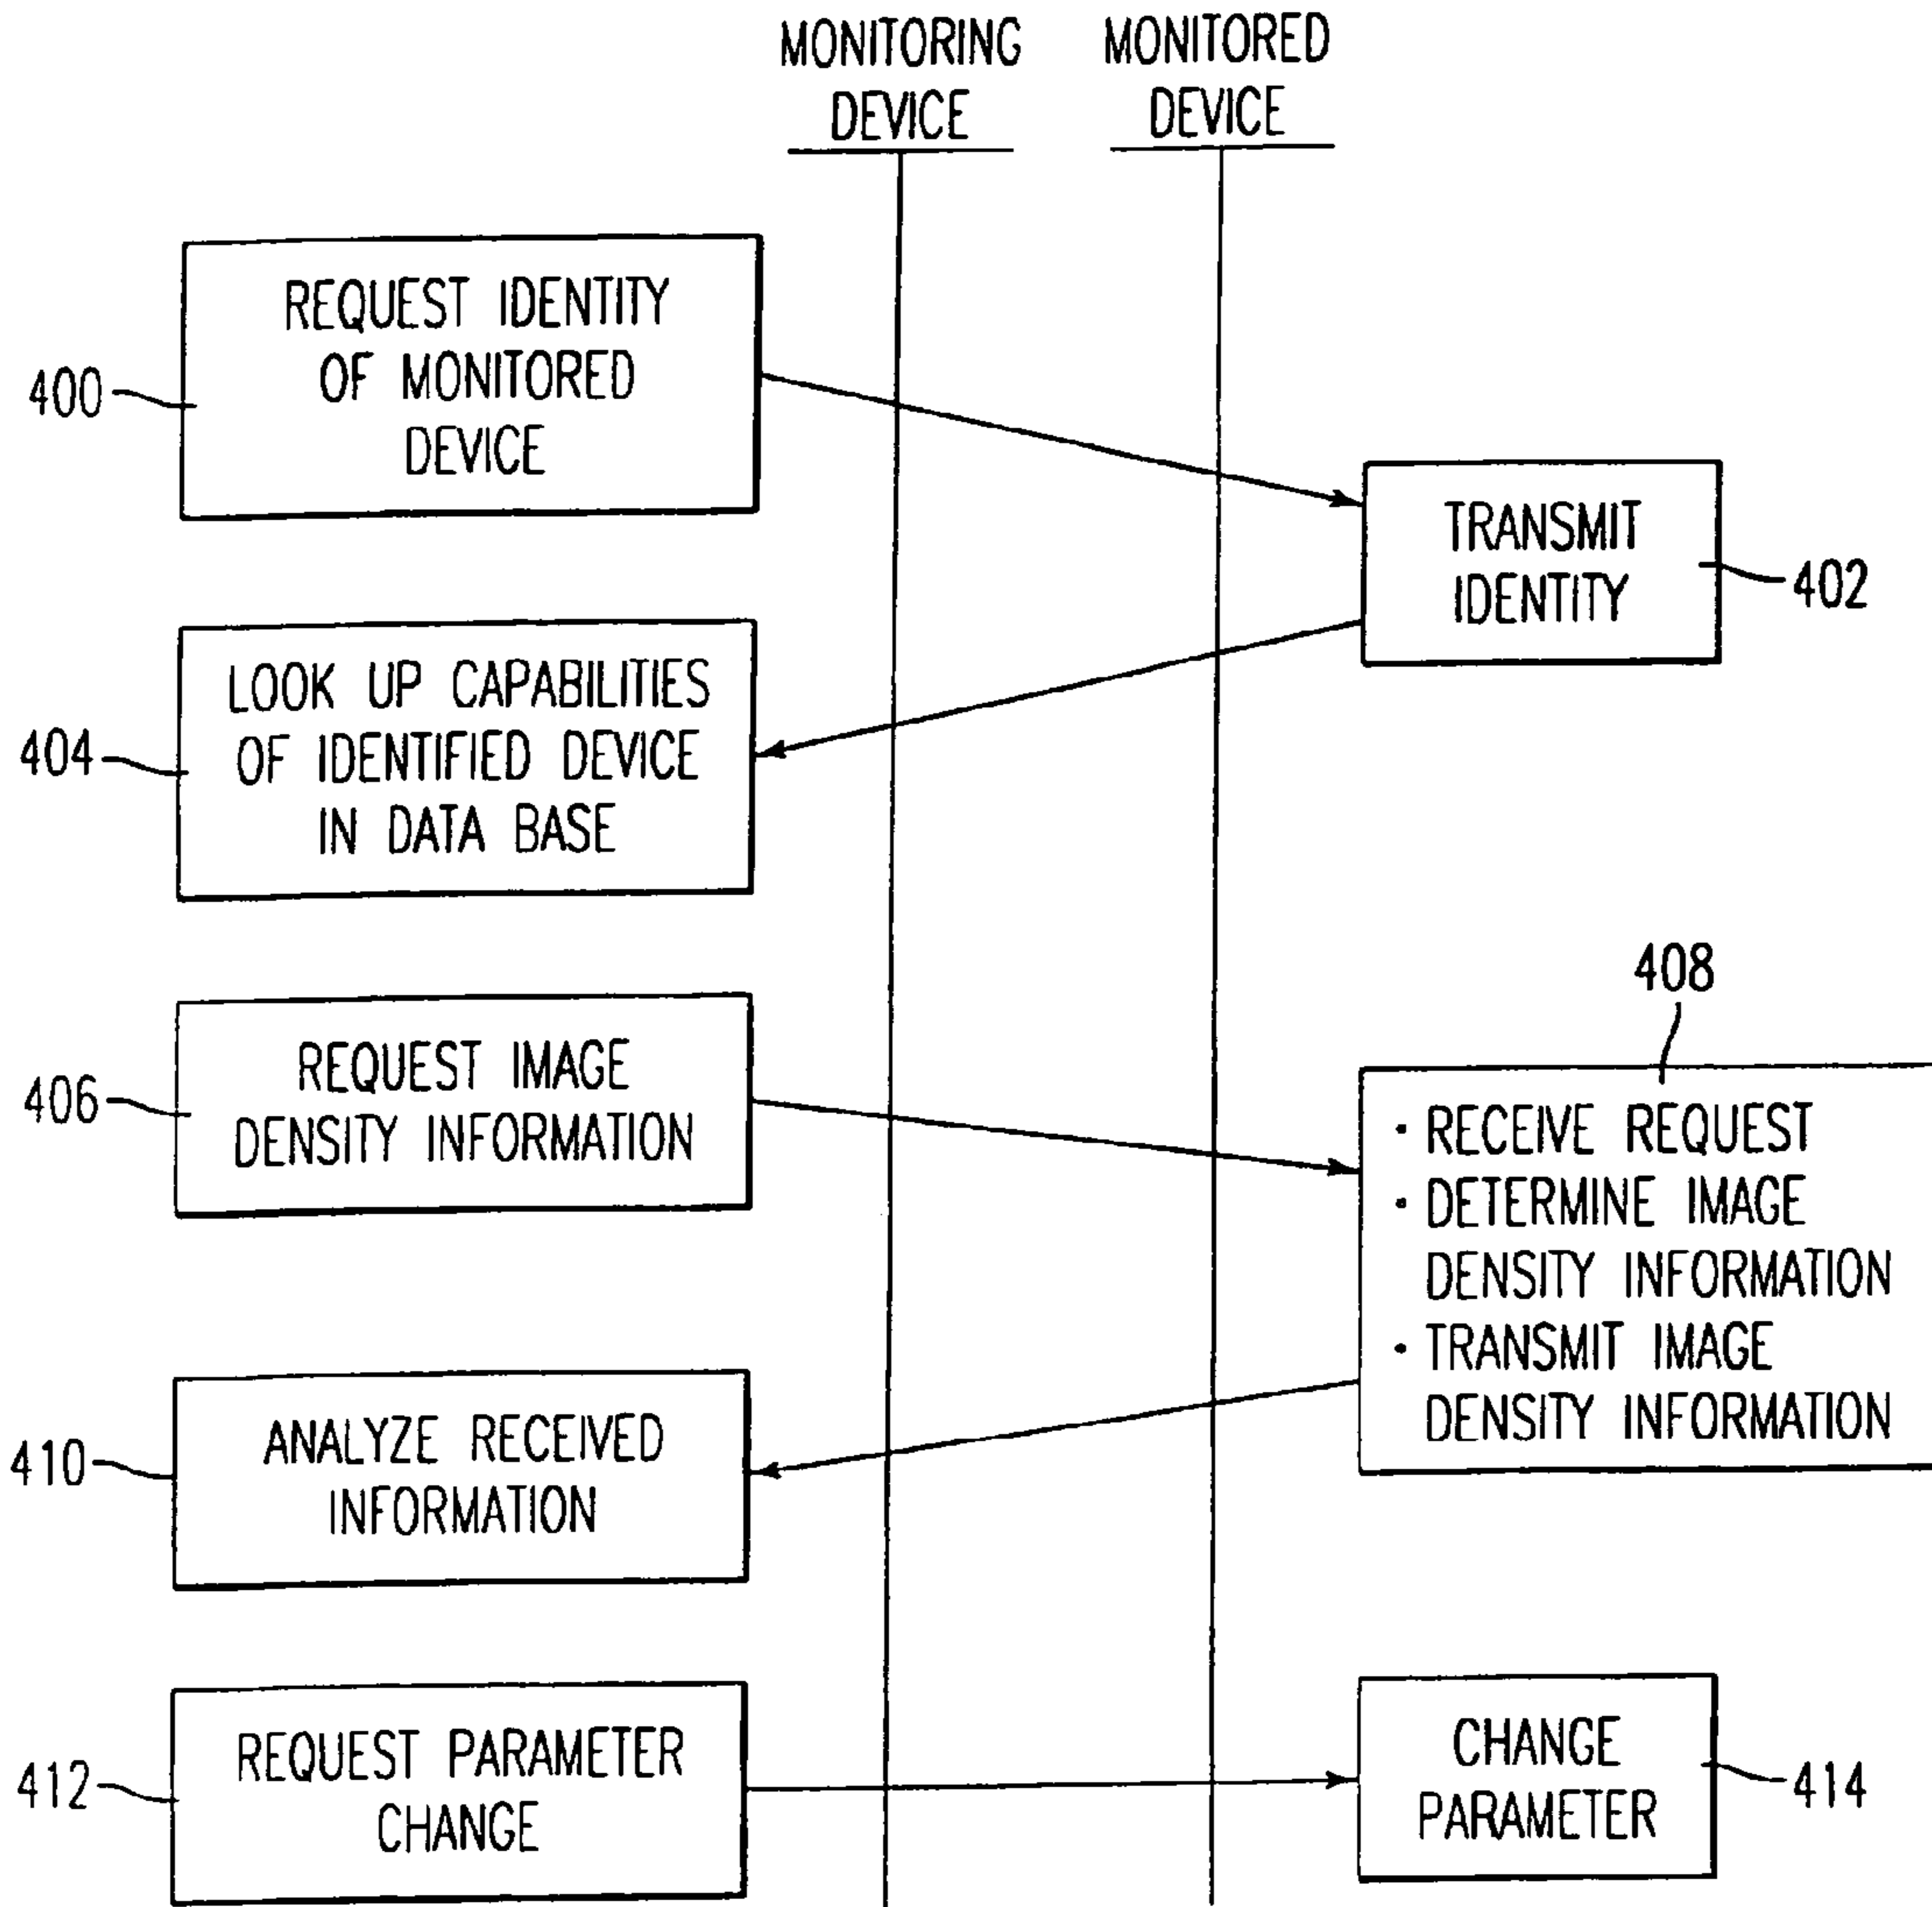 MONITORING
DEVICE
MONITORED
DEVICE
REQUEST IDENTITY
OF MONITORED
DEVICE
400
TRANSMIT
IDENTITY
402
LOOK UP CAPABILITIES
OF IDENTIFIED DEVICE
IN DATA BASE
404
REQUEST IMAGE
DENSITY INFORMATION
406
408
· RECEIVE REQUEST
· DETERMINE IMAGE
DENSITY INFORMATION
· TRANSMIT IMAGE
DENSITY INFORMATION
ANALYZE RECEIVED
INFORMATION
410
REQUEST PARAMETER
CHANGE
412
CHANGE
PARAMETER
414